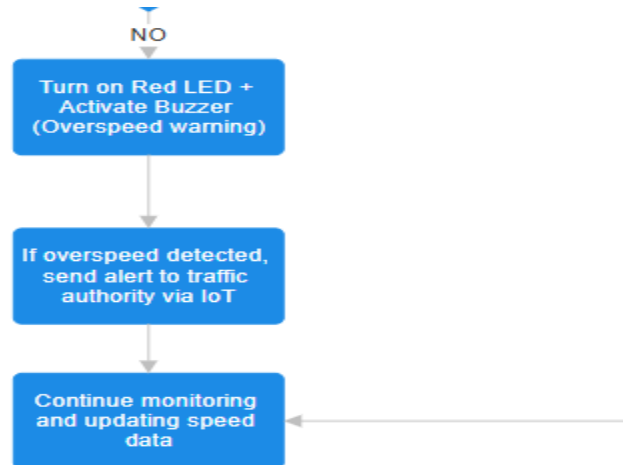 NO
Turn on Red LED +
Activate Buzzer
(Overspeed warning)
If overspeed detected,
send alert to traffic
authority via IoT
Continue monitoring
and updating speed
data